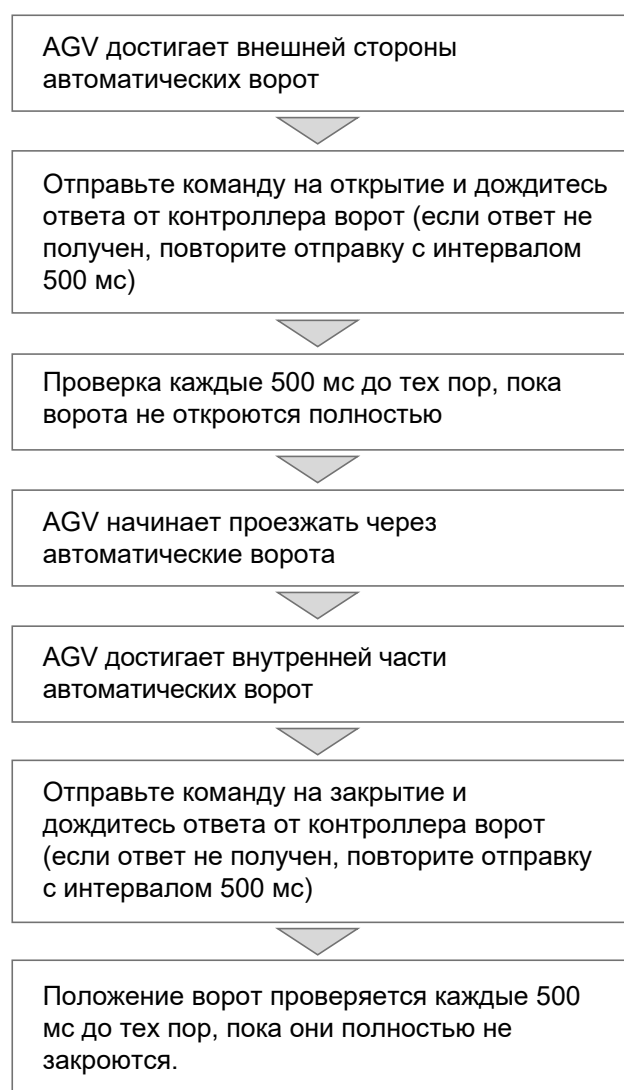 AGV достигает внешней стороны
автоматических ворот
Отправьте команду на открытие и дождитесь
ответа от контроллера ворот (если ответ не
получен, повторите отправку с интервалом
500 мс)
Проверка каждые 500 мс до тех пор, пока
ворота не откроются полностью
AGV начинает проезжать через
автоматические ворота
AGV достигает внутренней части
автоматических ворот
Отправьте команду на закрытие и
дождитесь ответа от контроллера ворот
(если ответ не получен, повторите отправку
с интервалом 500 мс)
Положение ворот проверяется каждые 500
мс до тех пор, пока они полностью не
закроются.